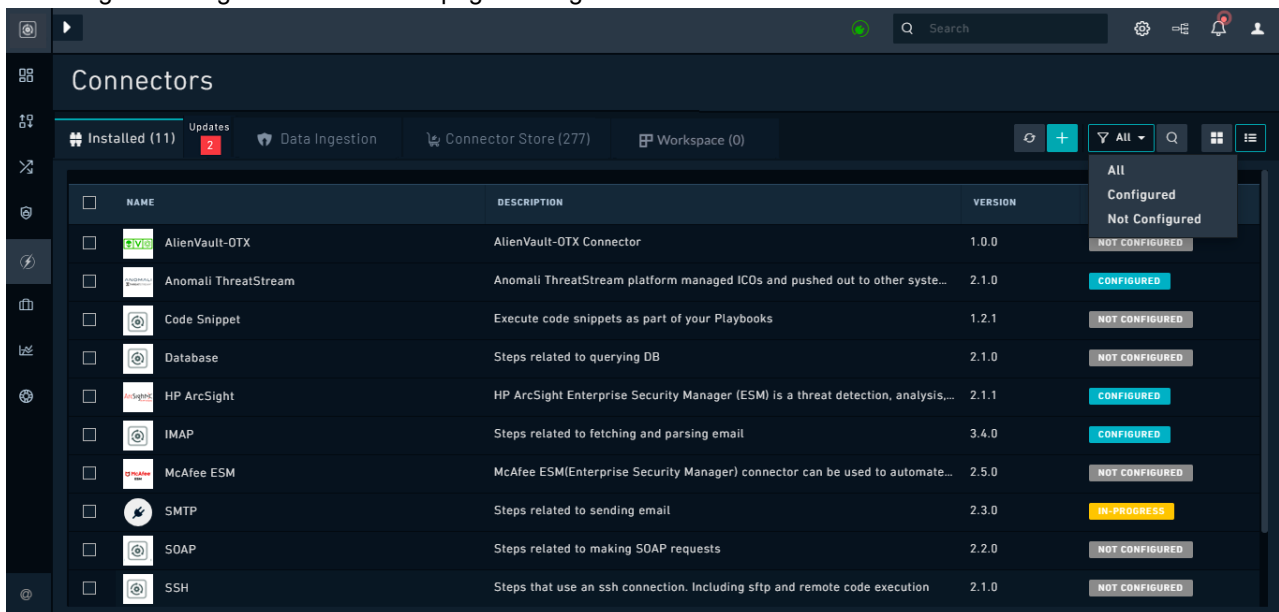 Search
Connectors
Installed (11)
Updates
2
Data Ingestion
Connector Store (277)
Workspace (0)
All
All
Configured
Not Configured
NAME DESCRIPTION VERSION
AlienVault-OTX AlienVault-OTX Connector 1.0.0 NOT CONFIGURED
Anomali ThreatStream Anomali ThreatStream platform managed ICOs and pushed out to other syste... 2.1.0 CONFIGURED
Code Snippet Execute code snippets as part of your Playbooks 1.2.1 NOT CONFIGURED
Database Steps related to querying DB 2.1.0 NOT CONFIGURED
HP ArcSight HP ArcSight Enterprise Security Manager (ESM) is a threat detection, analysis,... 2.1.1 CONFIGURED
IMAP Steps related to fetching and parsing email 3.4.0 CONFIGURED
McAfee ESM McAfee ESM(Enterprise Security Manager) connector can be used to automate... 2.5.0 NOT CONFIGURED
SMTP Steps related to sending email 2.3.0 IN-PROGRESS
SOAP Steps related to making SOAP requests 2.2.0 NOT CONFIGURED
SSH Steps that use an ssh connection. Including sftp and remote code execution 2.1.0 NOT CONFIGURED
@